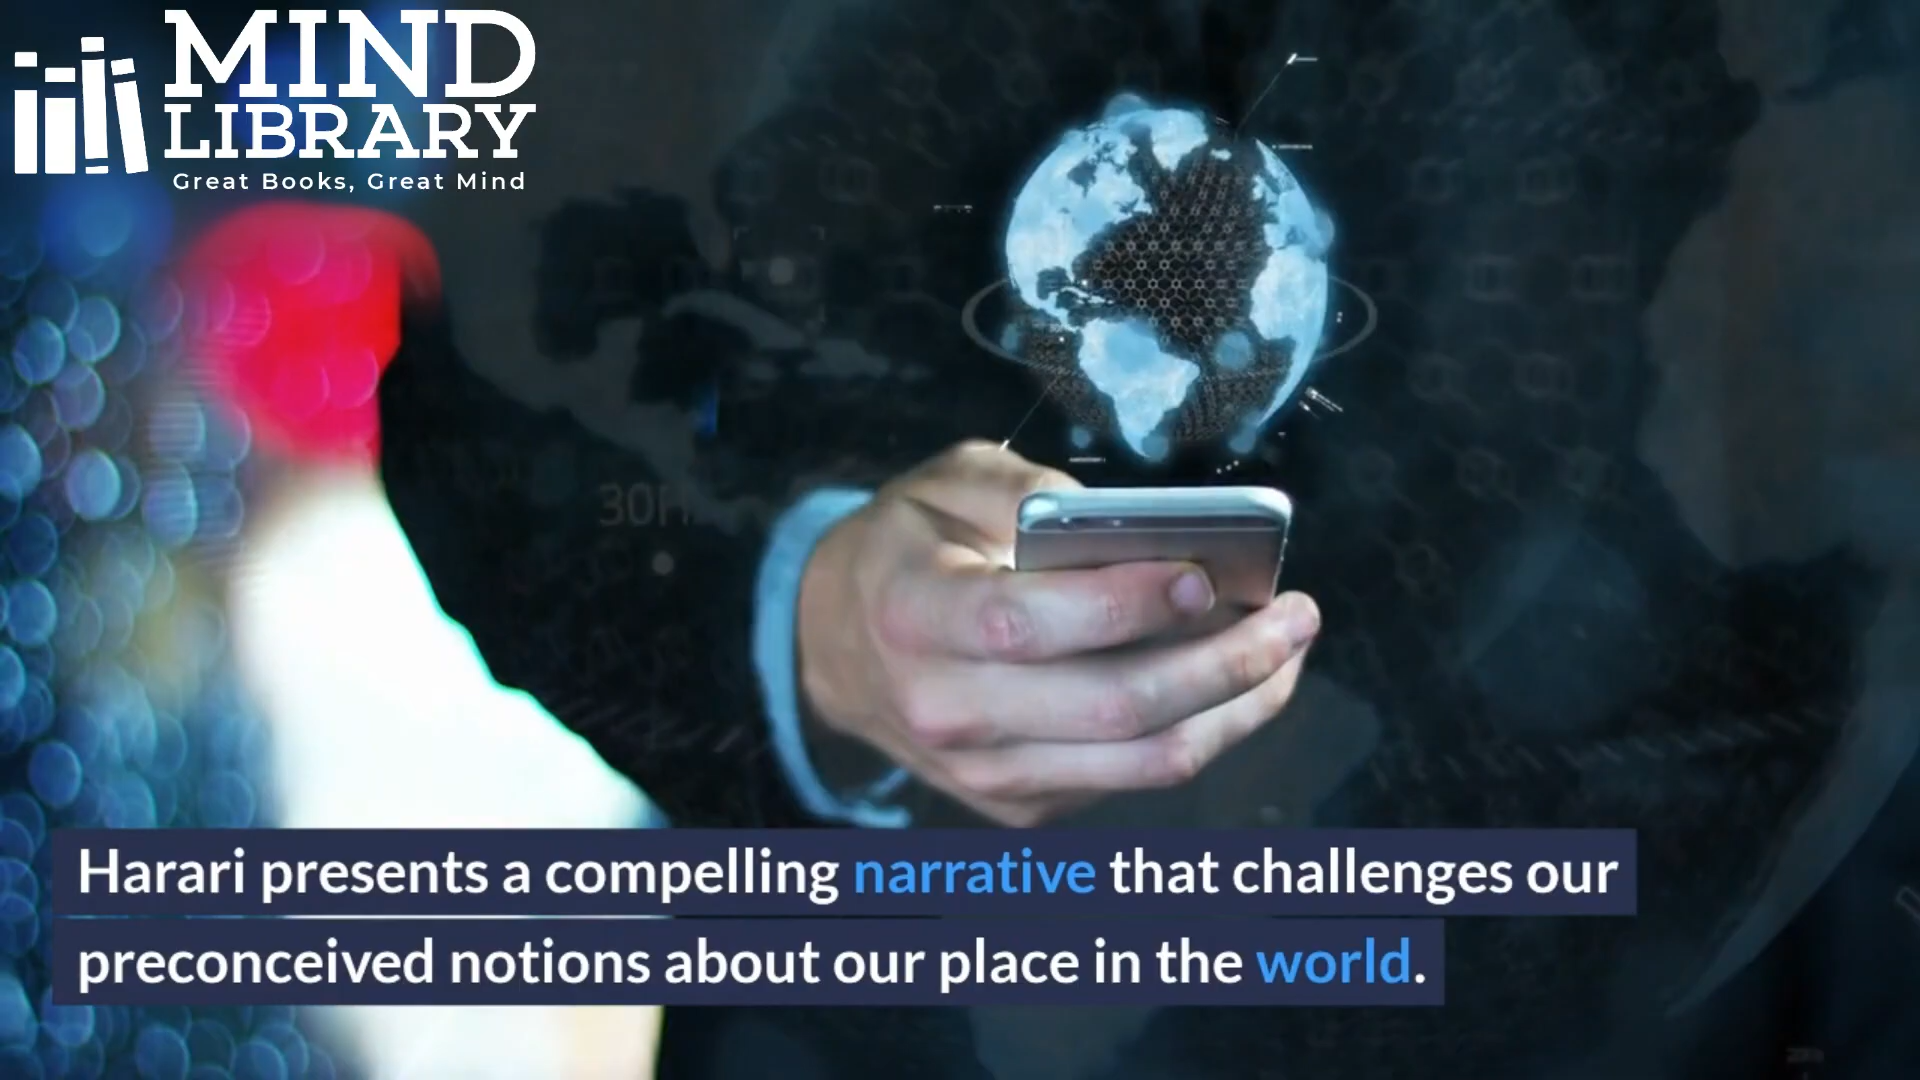 MIND
LIBRARY
Great Books, Great Mind
30H
Harari presents a compelling narrative that challenges our
preconceived notions about our place in the world.